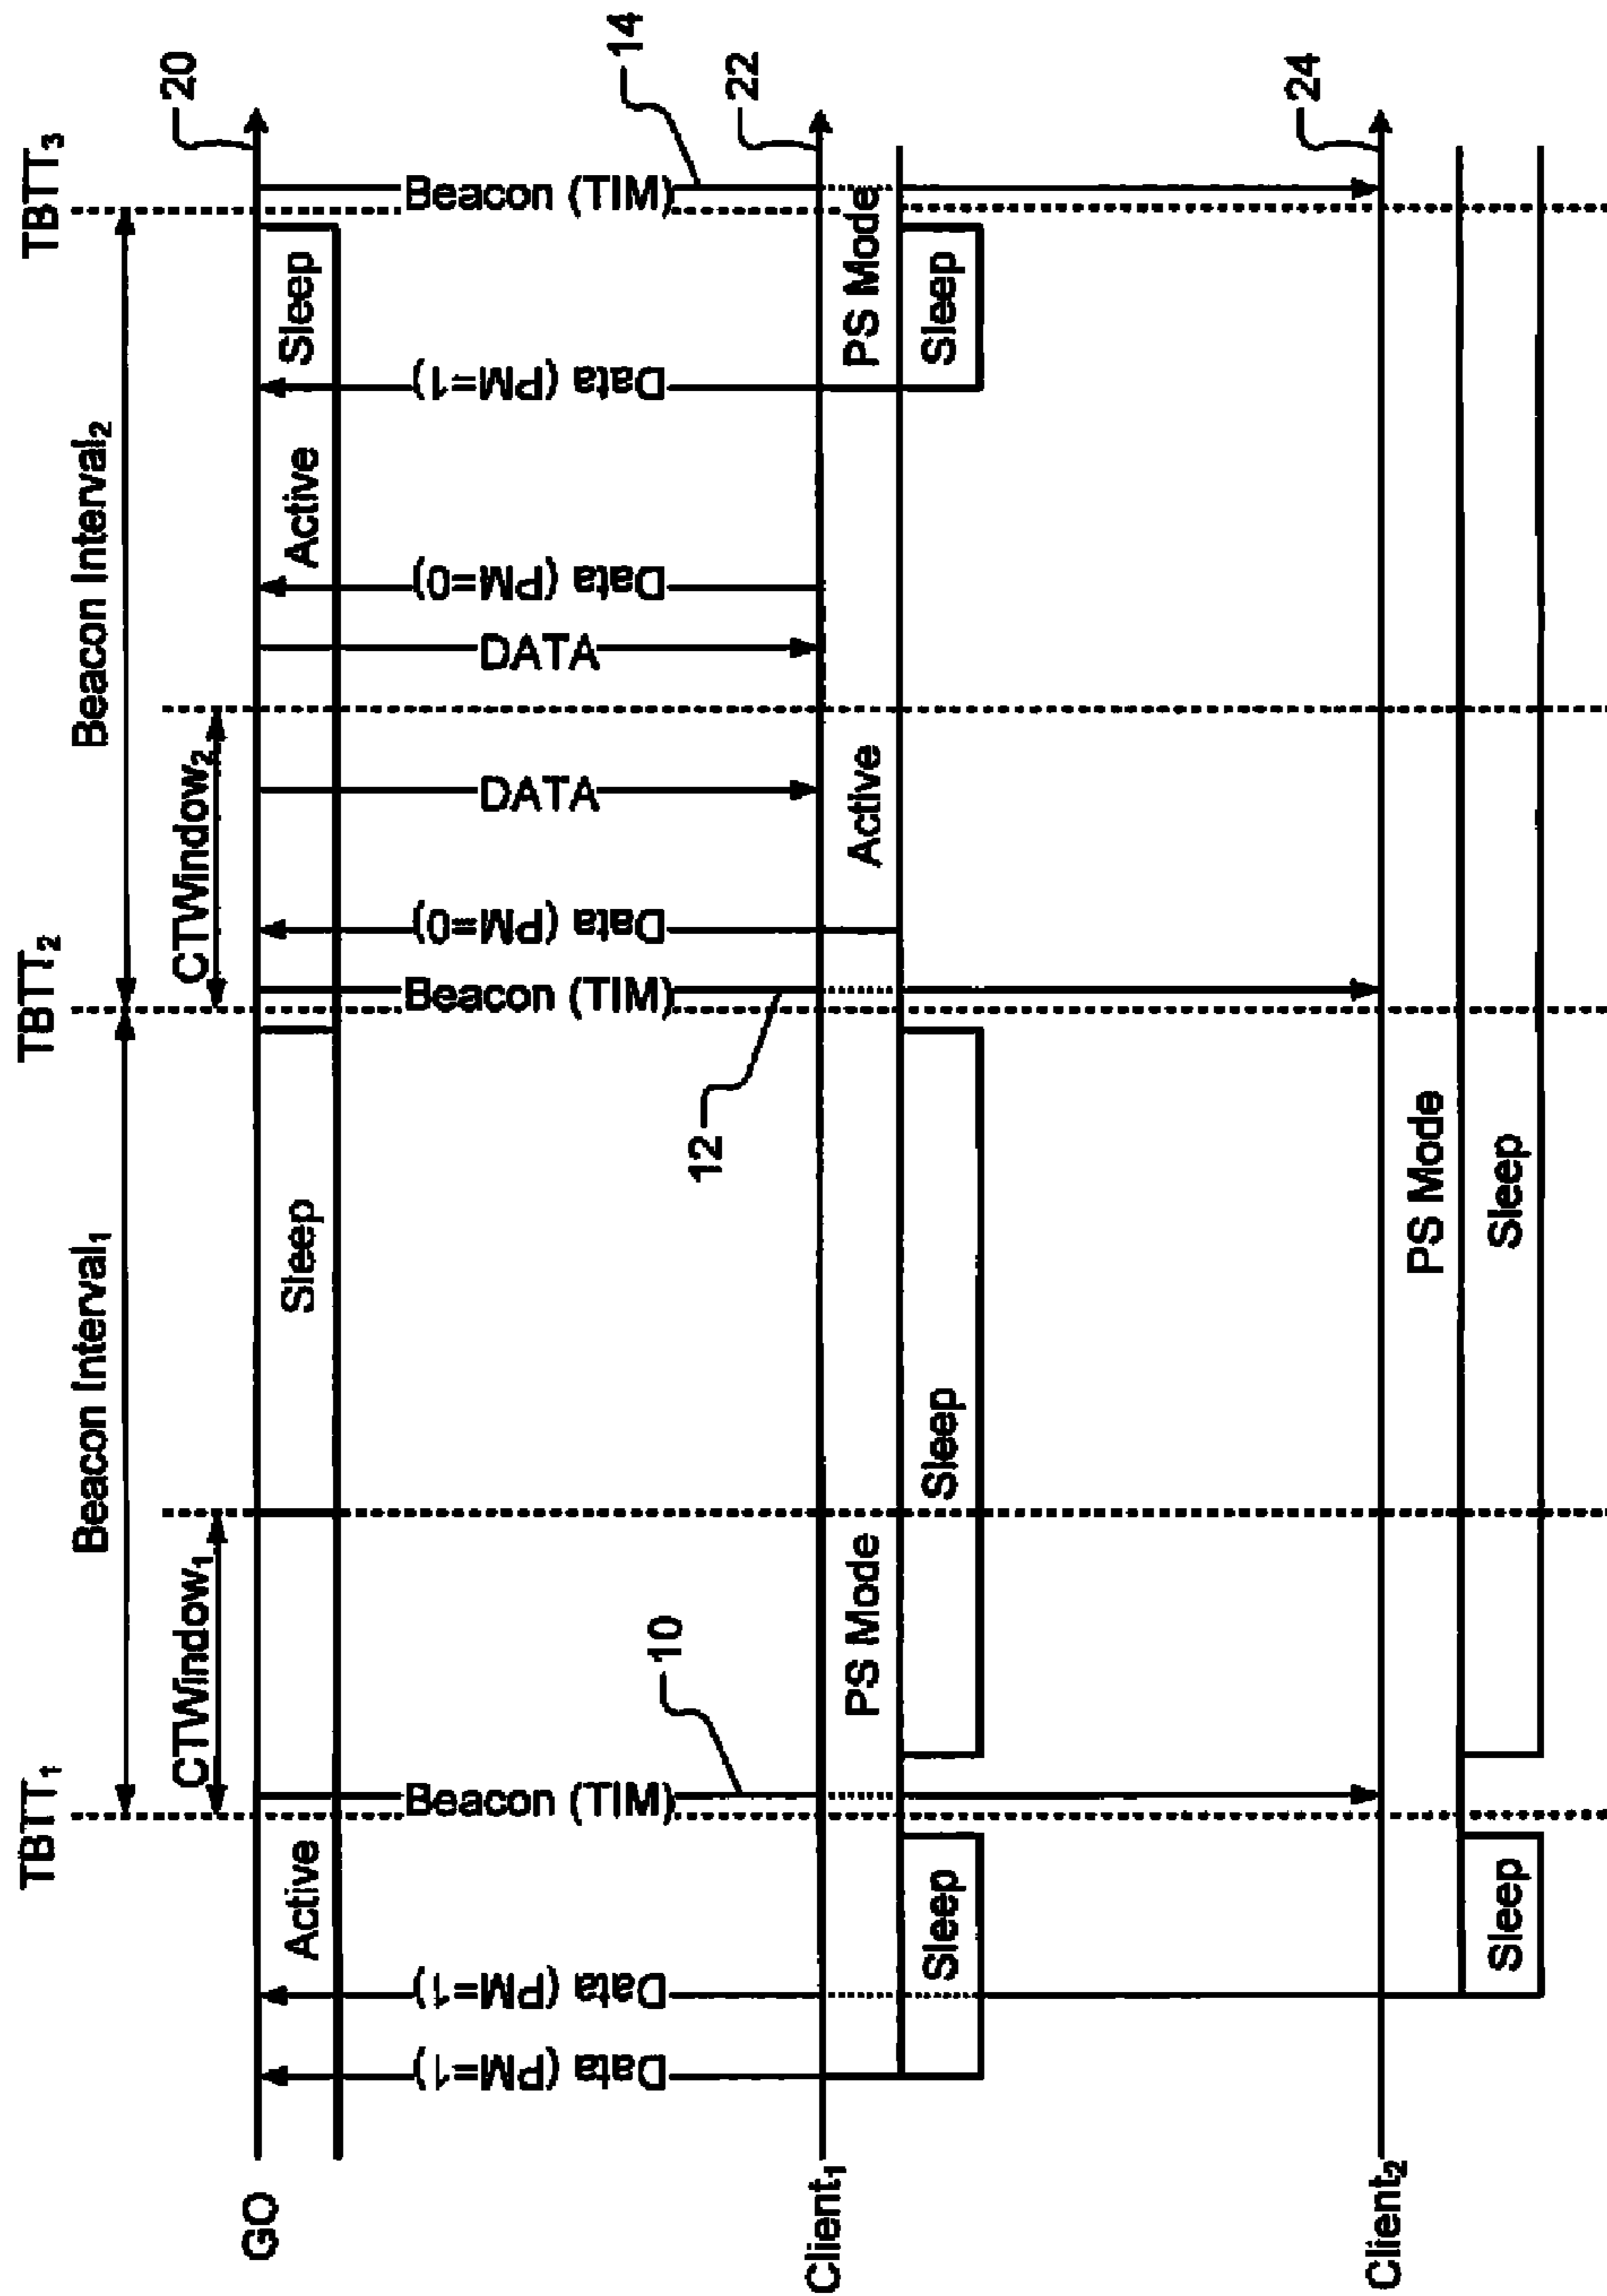 TBTT₁
TBTT₂
TBTT₃
Beacon Interval₁
Beacon Interval₂
CTWindow₁
CTWindow₂
GO
20
Active
Sleep
Active
Sleep
Data (PM=1)
Data (PM=1)
Beacon (TIM)
10
Beacon (TIM)
12
Data (PM=0)
DATA
DATA
Data (PM=0)
Data (PM=1)
Beacon (TIM)
14
Client₁
22
PS Mode
Active
PS Mode
Sleep
Sleep
Sleep
Client₂
24
PS Mode
Sleep
Sleep